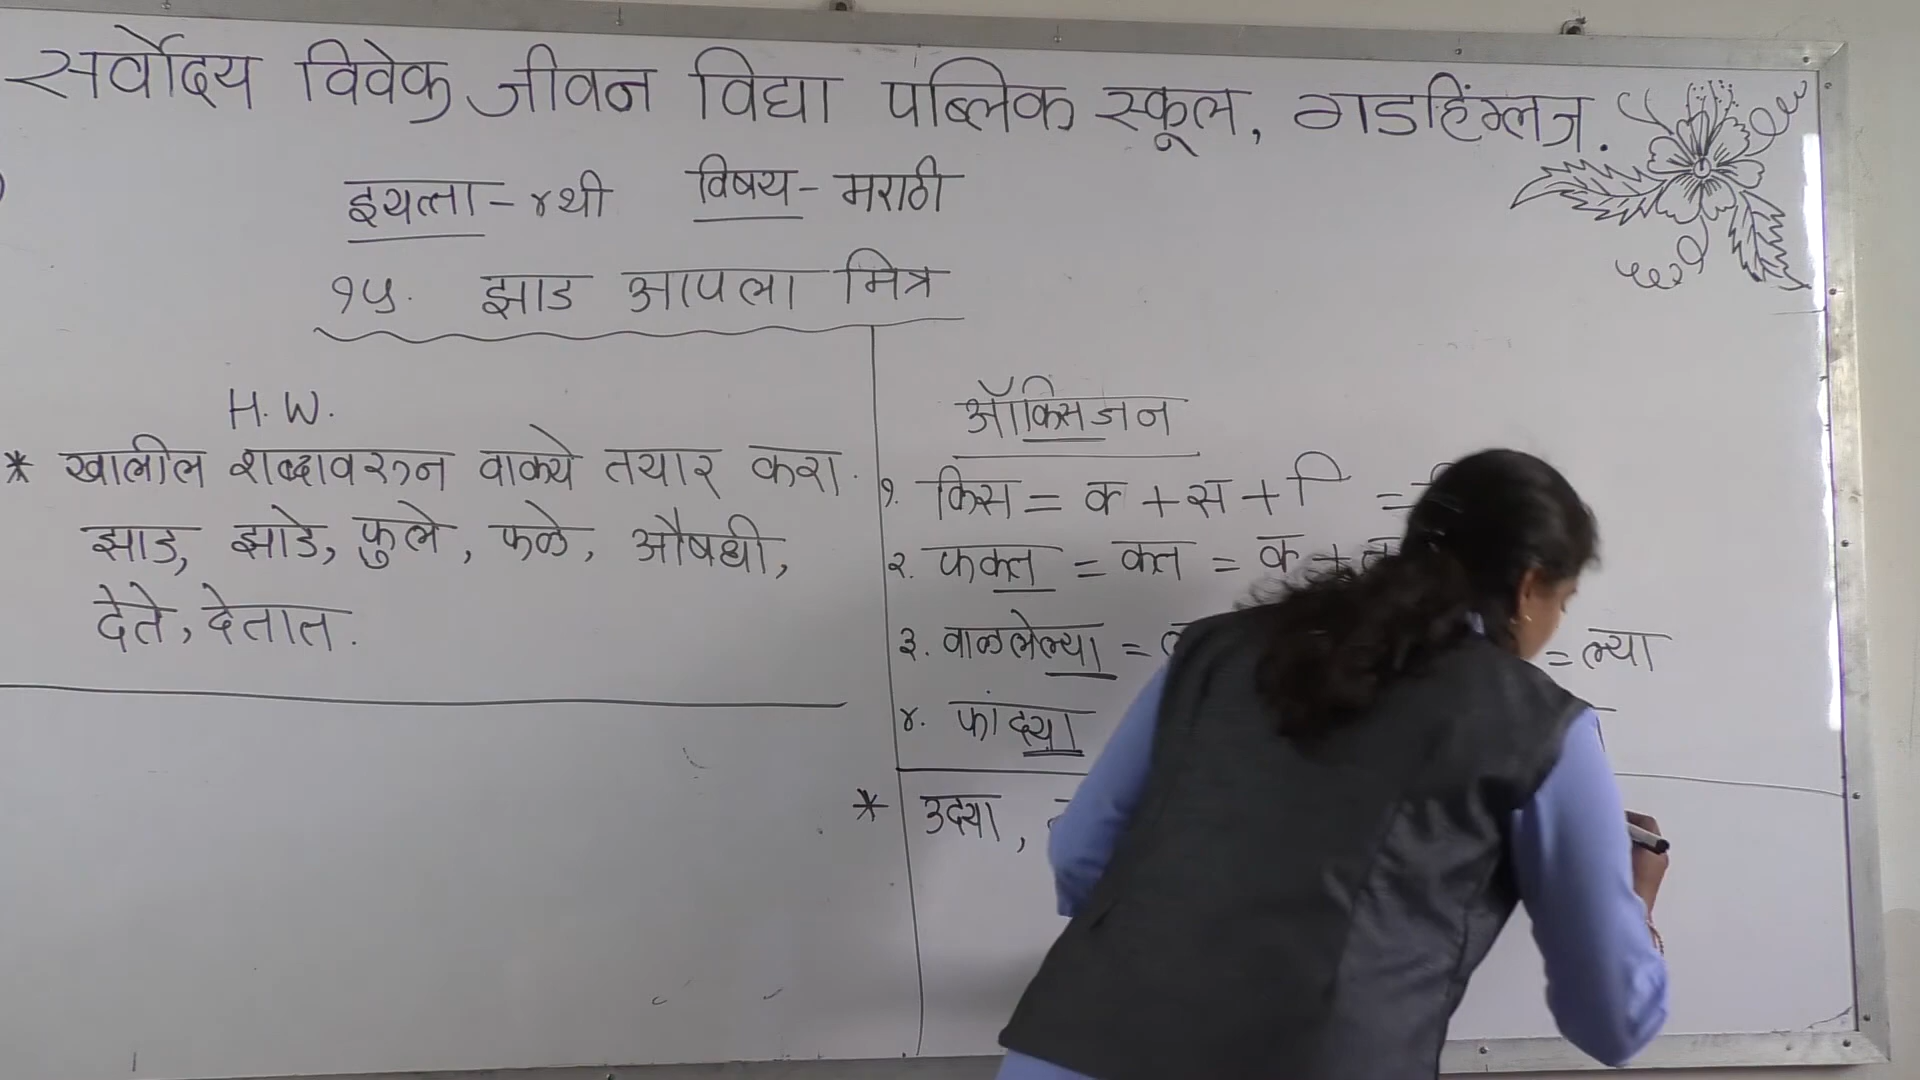 सर्वोदय विवेक जीवन विद्या पब्लिक स्कूल, गडहिंग्लज.
इयत्ता - ४थी विषय - मराठी
१५. झाड आपला मित्र
H. W.
* खालील शब्दावरुन वाक्ये तयार करा.
झाड, झाडे, फुले, फळे, औषधी,
देते, देतात.
ऑक्सिजन
१. क्सि = क + स + ि =
२. फक्त = क्त = क + त
३. वाळलेल्या = = ल्या
४. फांद्या
* उद्या,